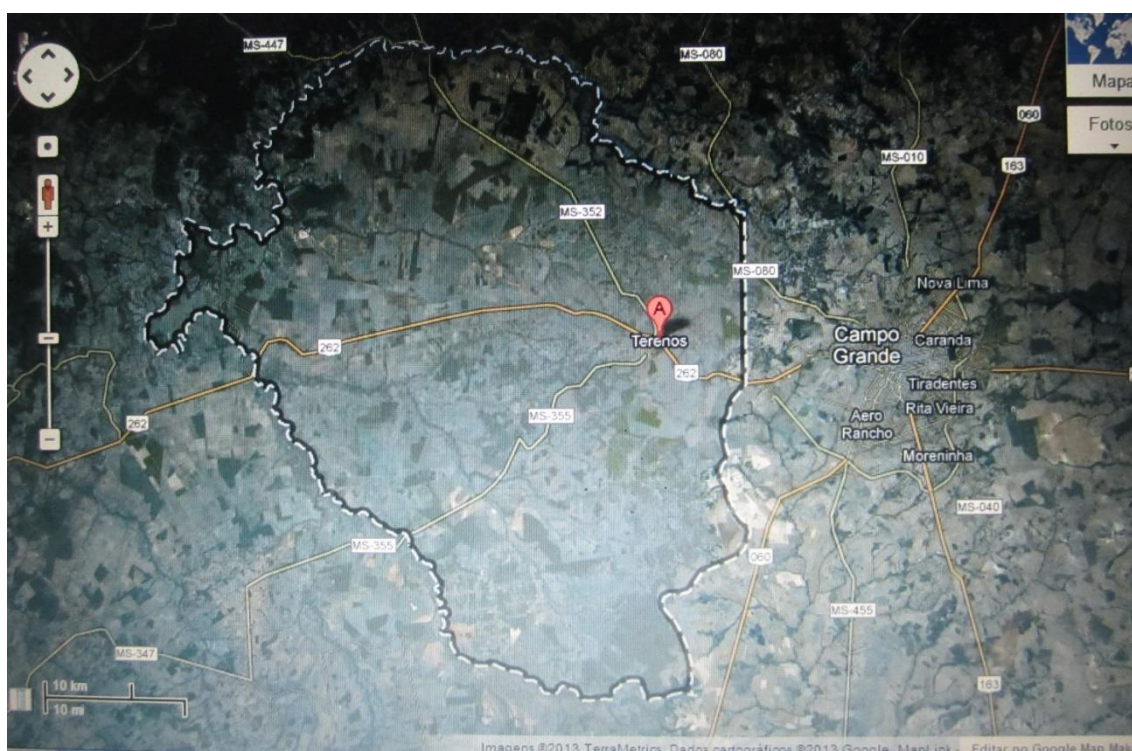 MS-447
MS-080
Mapa
060
Fotos
MS-010
163
MS-352
MS-080
Nova Lima
A
Terenos
Campo
Grande
Caranda
262
262
Tiradentes
Rita Vieira
262
MS-355
Aero
Rancho
Moreninha
MS-040
MS-355
060
MS-455
MS-347
163
10 km
10 mi
Imagens ©2013 TerraMetrics, Dados cartográficos ©2013 Google, MapLink - Editar no Google Map Ma